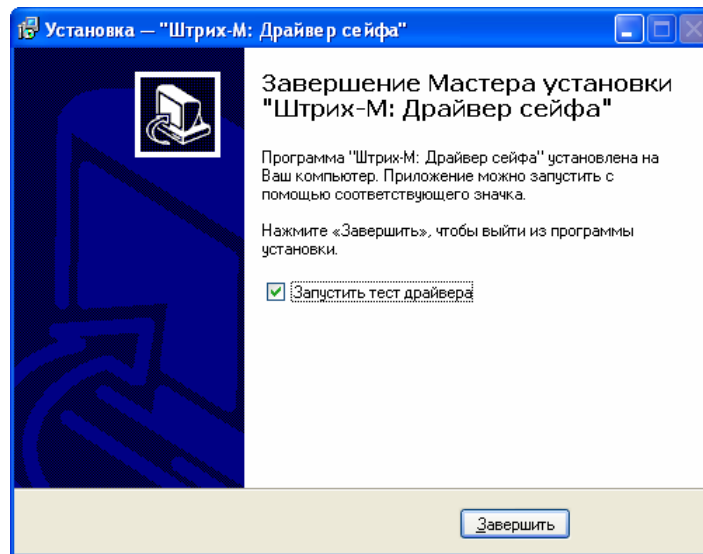 Установка — "Штрих-М: Драйвер сейфа"
Завершение Мастера установки
"Штрих-М: Драйвер сейфа"
Программа "Штрих-М: Драйвер сейфа" установлена на
Ваш компьютер. Приложение можно запустить с
помощью соответствующего значка.
Нажмите «Завершить», чтобы выйти из программы
установки.
Запустить тест драйвера
Завершить